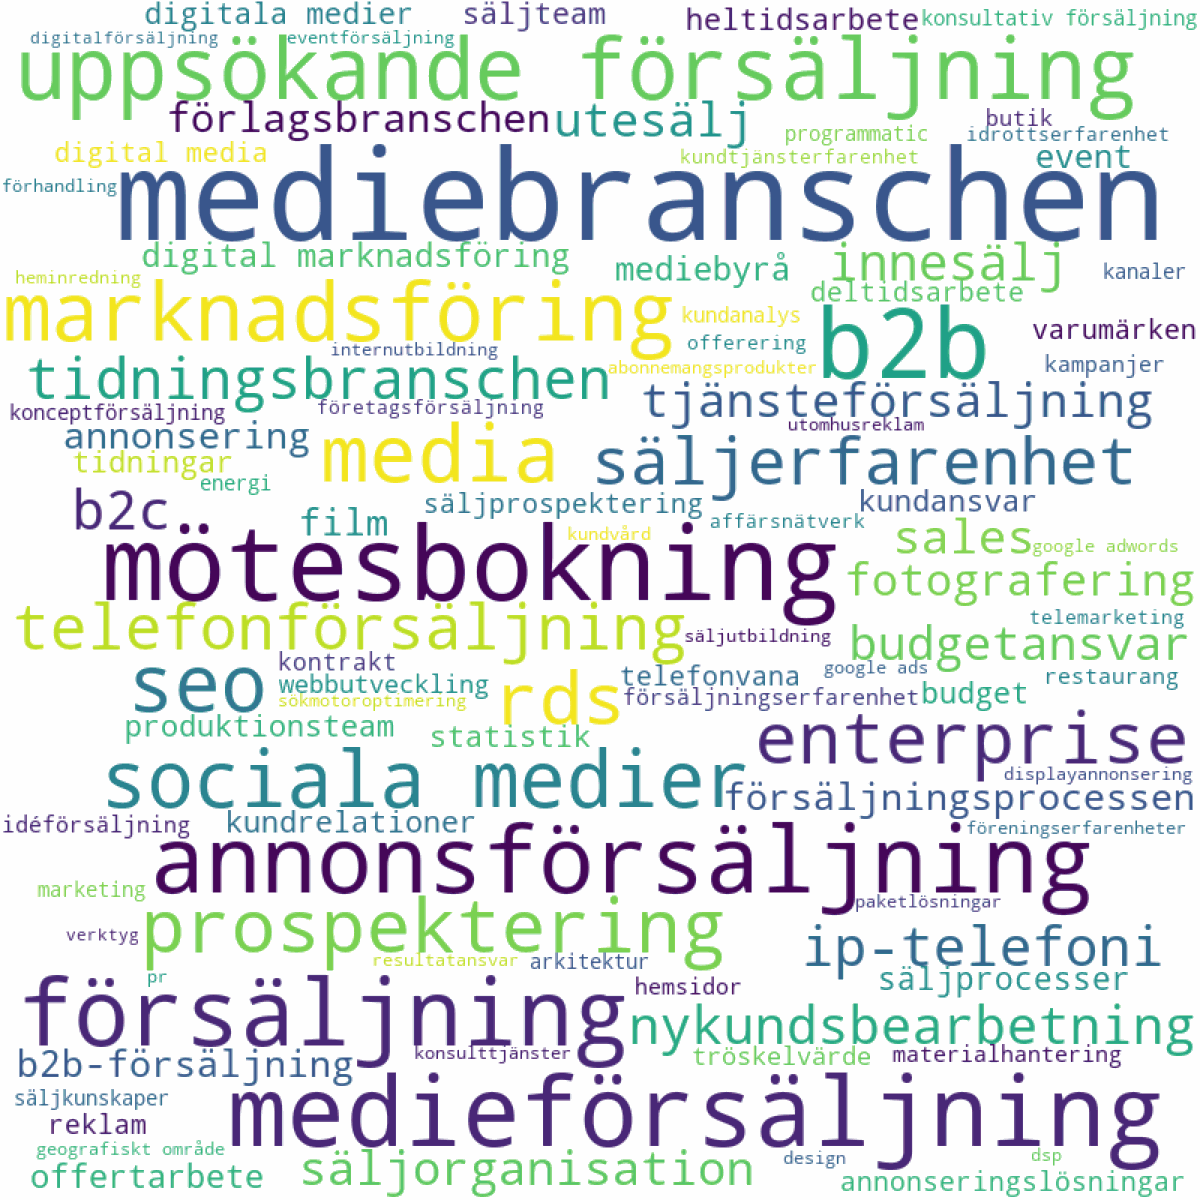 digitala medier säljteam heltidsarbete konsultativ försäljning
digitalförsäljning eventförsäljning
uppsökande försäljning
förlagsbranschen utesälj butik
programmatic idrottserfarenhet
digital media kundtjänsterfarenhet event
förhandling mediebranschen
digital marknadsföring mediebyrå innesälj kanaler
heminredning deltidsarbete
marknadsföring kundanalys b2b varumärken
internutbildning offerering
tidningsbranschen abonnemangsprodukter kampanjer
konceptförsäljning företagsförsäljning tjänsteförsäljning
annonsering utomhusreklam
tidningar media säljerfarenhet
energi
b2c säljprospektering kundansvar
film affärsnätverk
mötesbokning kundvård sales google adwords
fotografering
telefonförsäljning telemarketing
säljutbildning budgetansvar
kontrakt telefonvana google ads restaurang
seo webbutveckling rds försäljningserfarenhet budget
sökmotoroptimering
produktionsteam statistik enterprise
sociala medier displayannonsering
försäljningsprocessen
idéförsäljning kundrelationer föreningserfarenheter
annonsförsäljning
marketing paketlösningar
verktyg prospektering ip-telefoni
resultatansvar arkitektur
pr säljprocesser
försäljning hemsidor
nykundsbearbetning
b2b-försäljning konsulttjänster tröskelvärde materialhantering
säljkunskaper medieförsäljning
reklam
geografiskt område design dsp
offertarbete säljorganisation annonseringslösningar